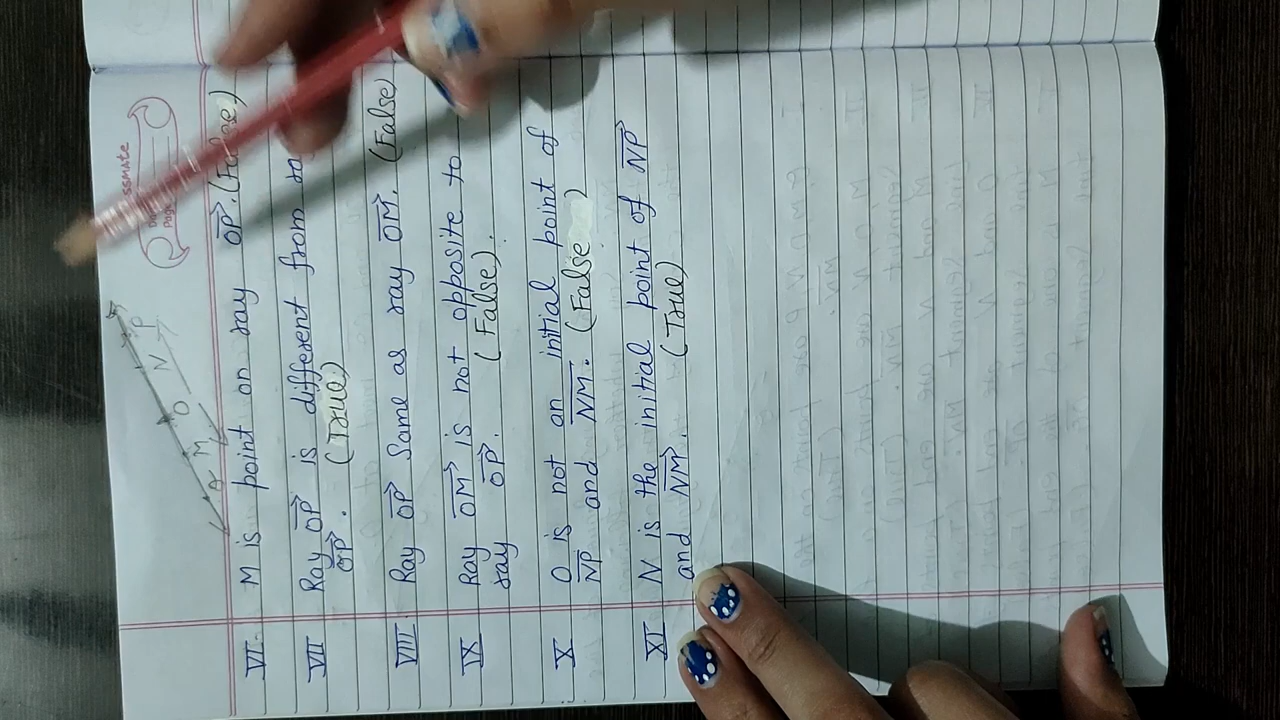 Q M O N P
VI. M is point on ray OP. (False)
VII Ray OP is different from
OP. (True)
VIII Ray OP Same as ray OM. (False
IX Ray OM is not opposite to
ray OP. (False).
X O is not an initial point of
NP and NM. (False )
XI N is the initial point of NP
and NM. (True)